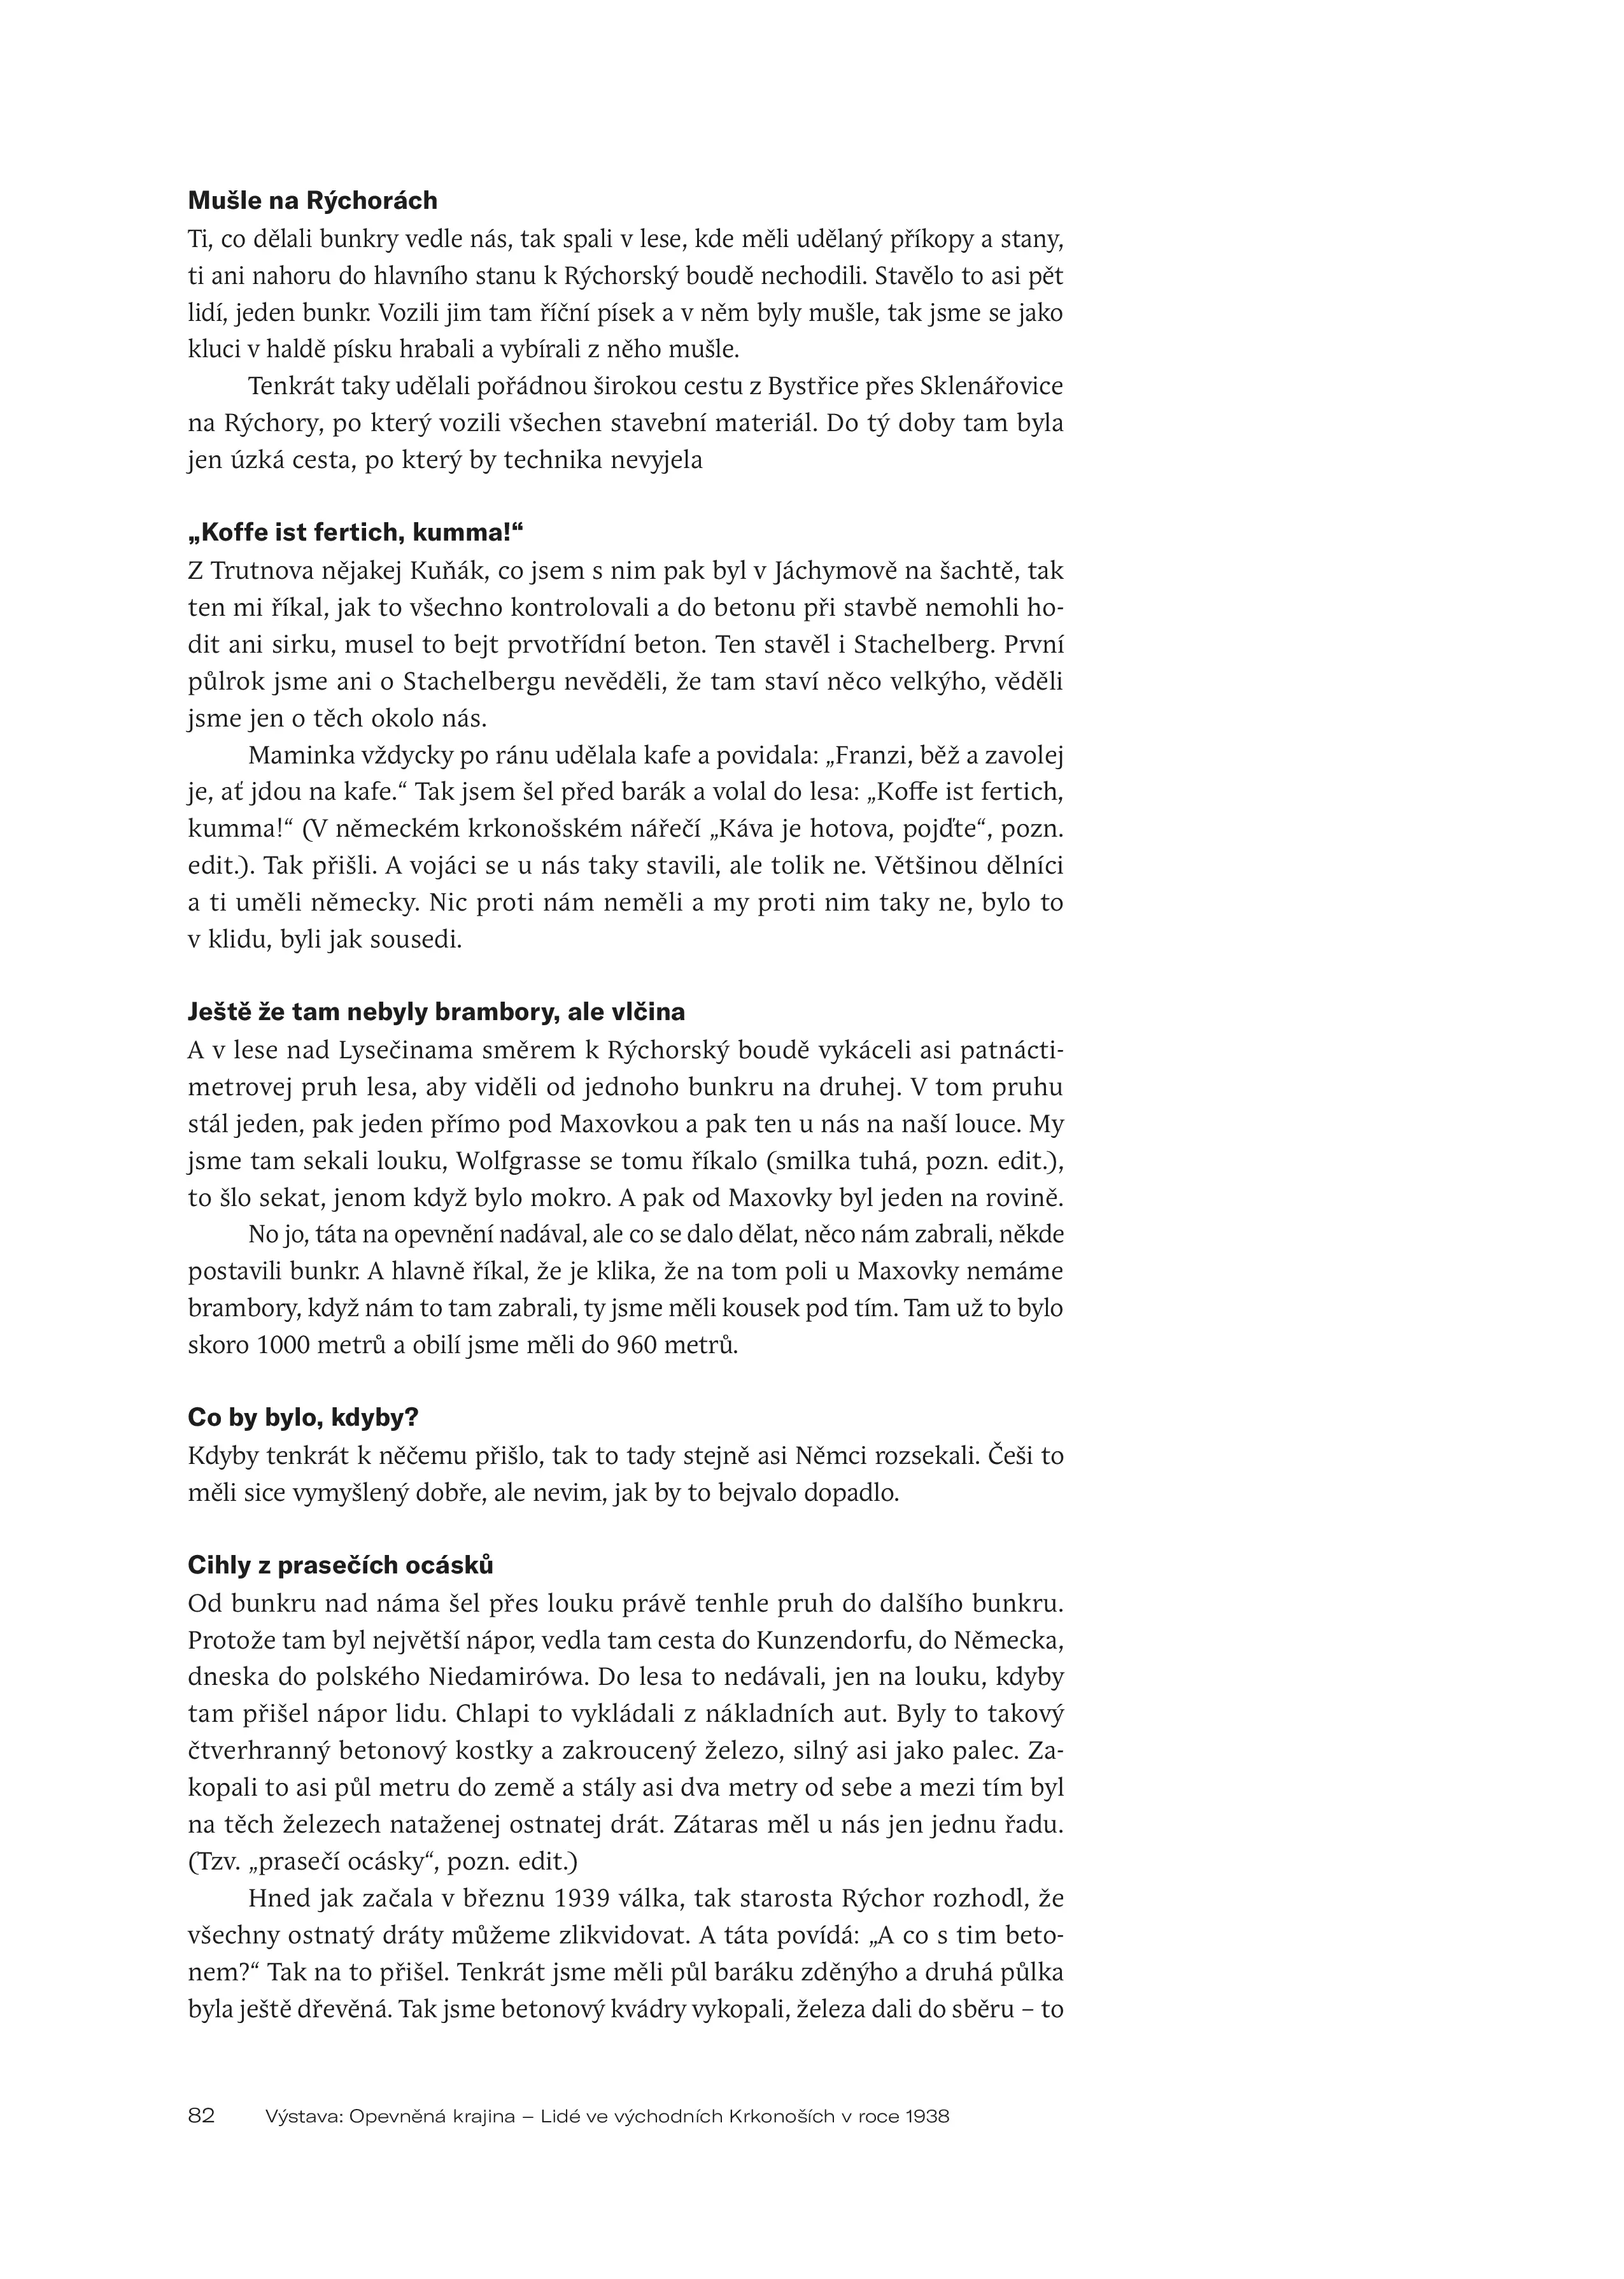 Mušle na Rýchorách
Ti, co dělali bunkry vedle nás, tak spali v lese, kde měli udělaný příkopy a stany,
ti ani nahoru do hlavního stanu k Rýchorský boudě nechodili. Stavělo to asi pět
lidí, jeden bunkr. Vozili jim tam říční písek a v něm byly mušle, tak jsme se jako
kluci v haldě písku hrabali a vybírali z něho mušle.
Tenkrát taky udělali pořádnou širokou cestu z Bystřice přes Sklenářovice
na Rýchory, po který vozili všechen stavební materiál. Do tý doby tam byla
jen úzká cesta, po který by technika nevyjela
„Koffe ist fertich, kumma!“
Z Trutnova nějakej Kuňák, co jsem s nim pak byl v Jáchymově na šachtě, tak
ten mi říkal, jak to všechno kontrolovali a do betonu při stavbě nemohli ho-
dit ani sirku, musel to bejt prvotřídní beton. Ten stavěl i Stachelberg. První
půlrok jsme ani o Stachelbergu nevěděli, že tam staví něco velkýho, věděli
jsme jen o těch okolo nás.
Maminka vždycky po ránu udělala kafe a povidala: „Franzi, běž a zavolej
je, ať jdou na kafe.“ Tak jsem šel před barák a volal do lesa: „Koffe ist fertich,
kumma!“ (V německém krkonošském nářečí „Káva je hotova, pojďte“, pozn.
edit.). Tak přišli. A vojáci se u nás taky stavili, ale tolik ne. Většinou dělníci
a ti uměli německy. Nic proti nám neměli a my proti nim taky ne, bylo to
v klidu, byli jak sousedi.
Ještě že tam nebyly brambory, ale vlčina
A v lese nad Lysečinama směrem k Rýchorský boudě vykáceli asi patnácti-
metrovej pruh lesa, aby viděli od jednoho bunkru na druhej. V tom pruhu
stál jeden, pak jeden přímo pod Maxovkou a pak ten u nás na naší louce. My
jsme tam sekali louku, Wolfgrasse se tomu říkalo (smilka tuhá, pozn. edit.),
to šlo sekat, jenom když bylo mokro. A pak od Maxovky byl jeden na rovině.
No jo, táta na opevnění nadával, ale co se dalo dělat, něco nám zabrali, někde
postavili bunkr. A hlavně říkal, že je klika, že na tom poli u Maxovky nemáme
brambory, když nám to tam zabrali, ty jsme měli kousek pod tím. Tam už to bylo
skoro 1000 metrů a obilí jsme měli do 960 metrů.
Co by bylo, kdyby?
Kdyby tenkrát k něčemu přišlo, tak to tady stejně asi Němci rozsekali. Češi to
měli sice vymyšlený dobře, ale nevim, jak by to bejvalo dopadlo.
Cihly z prasečích ocásků
Od bunkru nad náma šel přes louku právě tenhle pruh do dalšího bunkru.
Protože tam byl největší nápor, vedla tam cesta do Kunzendorfu, do Německa,
dneska do polského Niedamirówa. Do lesa to nedávali, jen na louku, kdyby
tam přišel nápor lidu. Chlapi to vykládali z nákladních aut. Byly to takový
čtverhranný betonový kostky a zakroucený železo, silný asi jako palec. Za-
kopali to asi půl metru do země a stály asi dva metry od sebe a mezi tím byl
na těch železech nataženej ostnatej drát. Zátaras měl u nás jen jednu řadu.
(Tzv. „prasečí ocásky“, pozn. edit.)
Hned jak začala v březnu 1939 válka, tak starosta Rýchor rozhodl, že
všechny ostnatý dráty můžeme zlikvidovat. A táta povídá: „A co s tim beto-
nem?“ Tak na to přišel. Tenkrát jsme měli půl baráku zděnýho a druhá půlka
byla ještě dřevěná. Tak jsme betonový kvádry vykopali, železa dali do sběru – to
82 Výstava: Opevněná krajina – Lidé ve východních Krkonoších v roce 1938